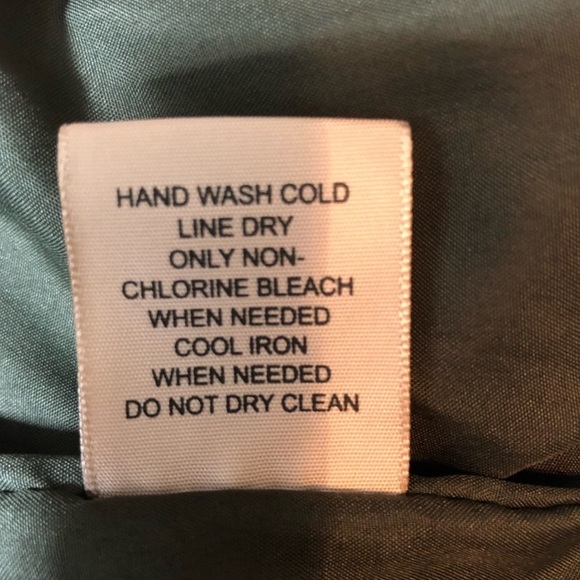 HAND WASH COLD
LINE DRY
ONLY NON-
CHLORINE BLEACH
WHEN NEEDED
COOL IRON
WHEN NEEDED
DO NOT DRY CLEAN